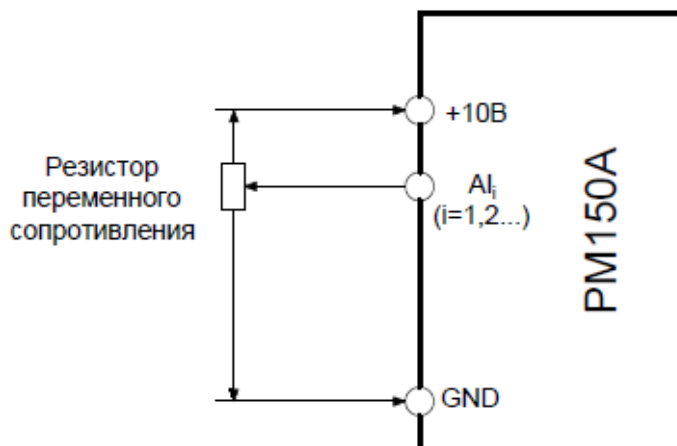 +10В
Резистор
переменного
сопротивления
AIi
(i=1,2...)
PM150A
GND